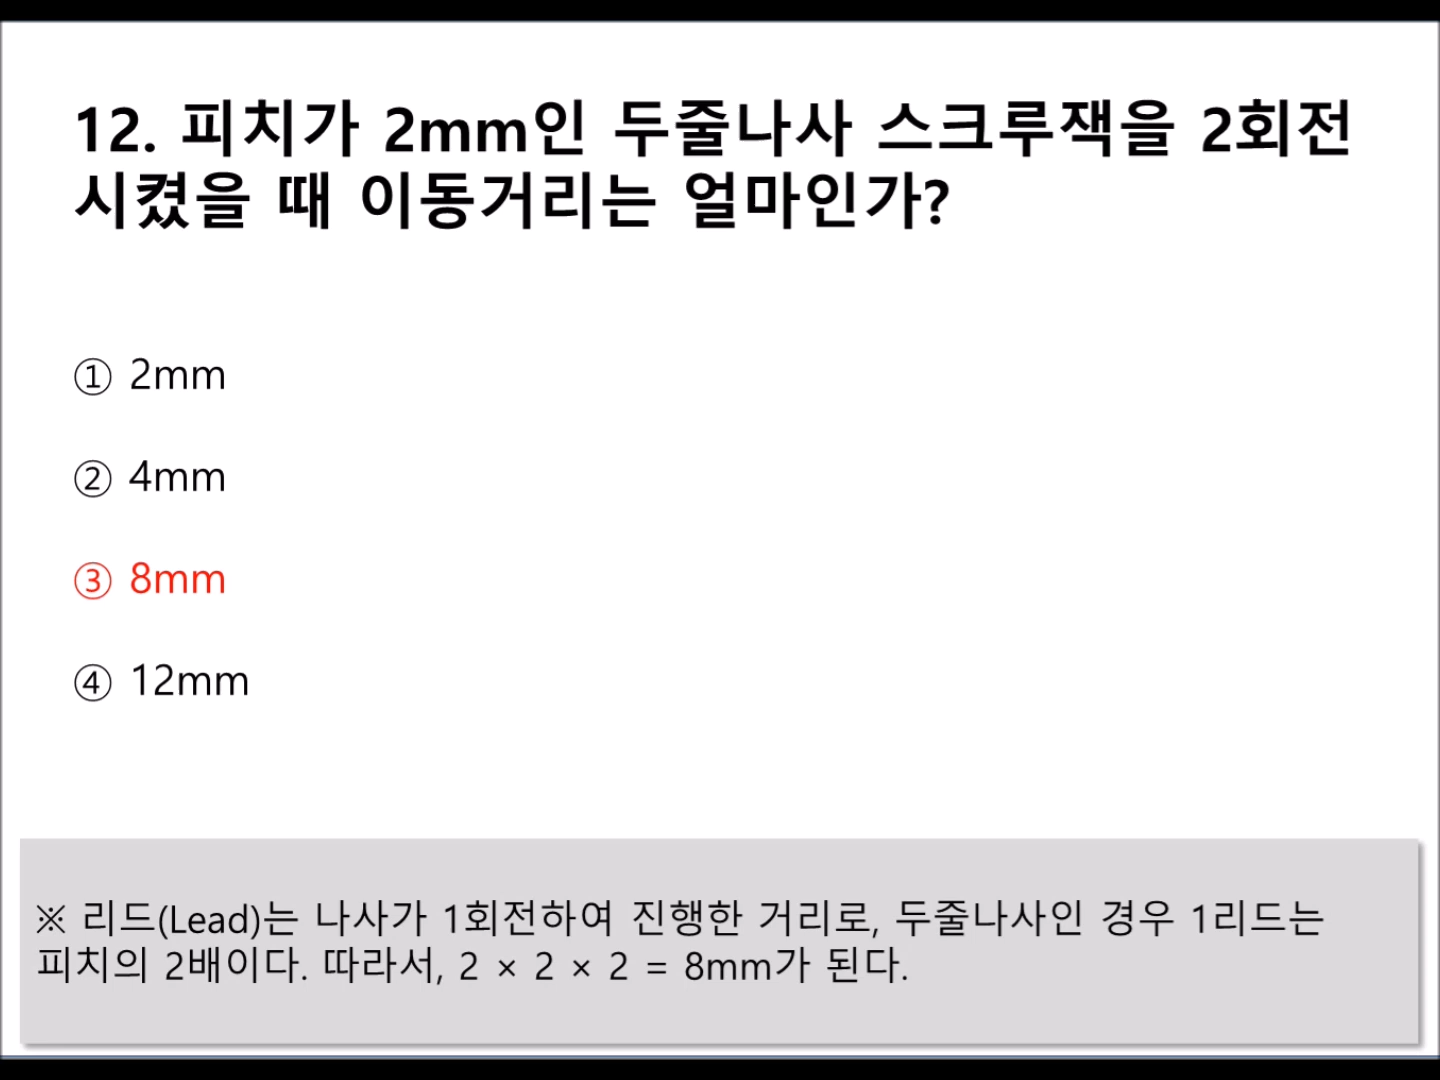 12. 피치가 2mm인 두줄나사 스크루잭을 2회전
시켰을 때 이동거리는 얼마인가?
① 2mm
② 4mm
③ 8mm
④ 12mm
※ 리드(Lead)는 나사가 1회전하여 진행한 거리로, 두줄나사인 경우 1리드는
피치의 2배이다. 따라서, 2 × 2 × 2 = 8mm가 된다.